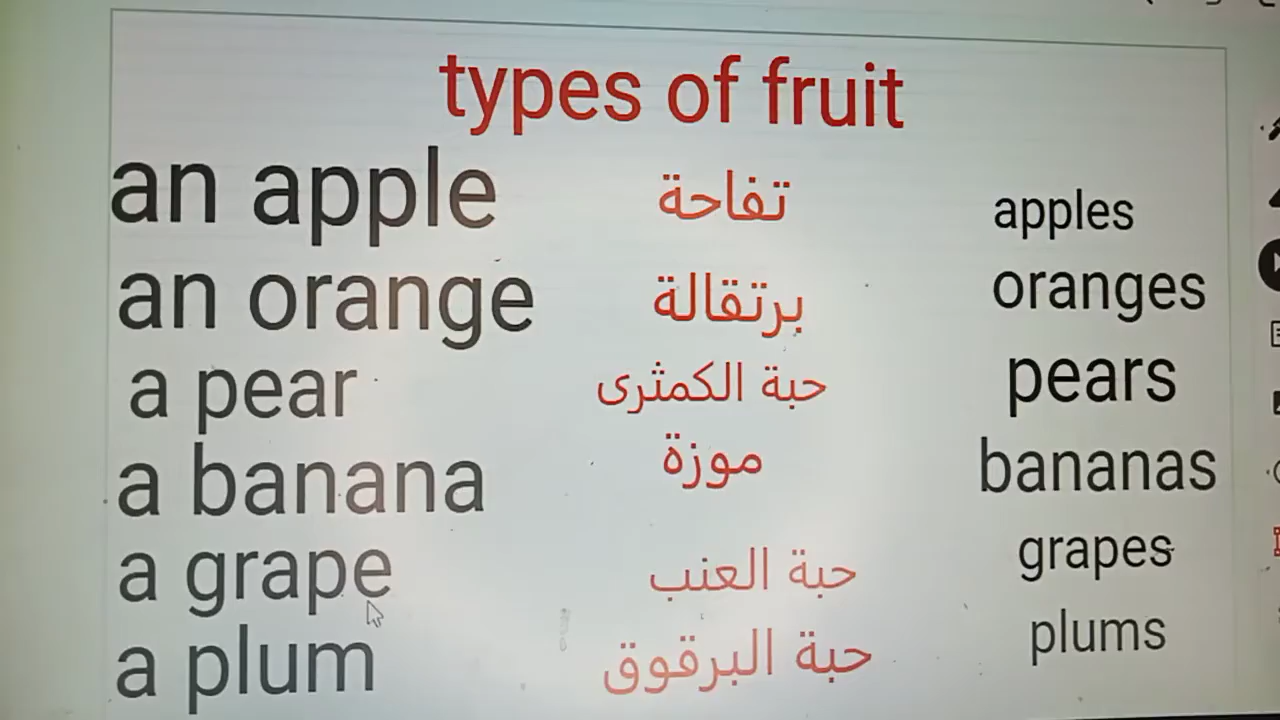 types of fruit
an apple تفاحة apples
an orange برتقالة oranges
a pear حبة الكمثرى pears
a banana موزة bananas
a grape حبة العنب grapes
a plum حبة البرقوق plums